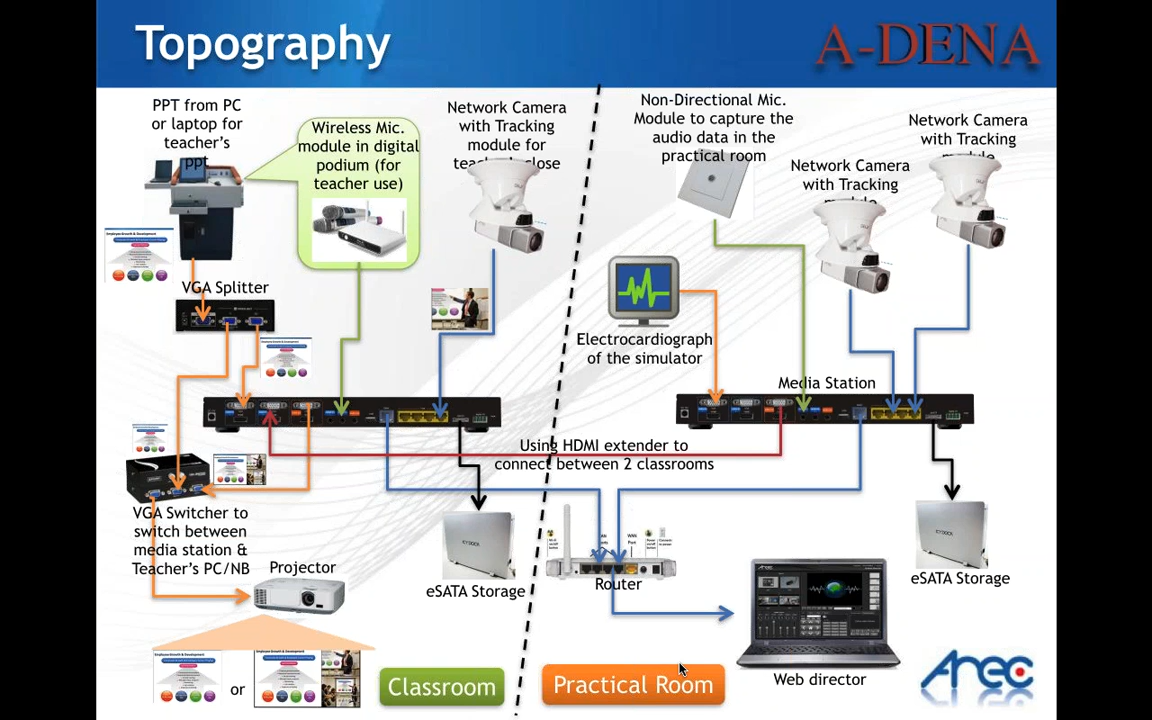 Topography
A-DENA
PPT from PC
or laptop for
teacher's
ppt
Wireless Mic.
module in digital
podium (for
teacher use)
Network Camera
with Tracking
module for
close
Non-Directional Mic.
Module to capture the
audio data in the
practical room
Network Camera
with Tracking
Network Camera
with Tracking
VGA Splitter
Electrocardiograph
of the simulator
Media Station
Using HDMI extender to
connect between 2 classrooms
VGA Switcher to
switch between
media station &
Teacher's PC/NB
Projector
eSATA Storage
Router
eSATA Storage
Web director
or
Classroom
Practical Room
Arec